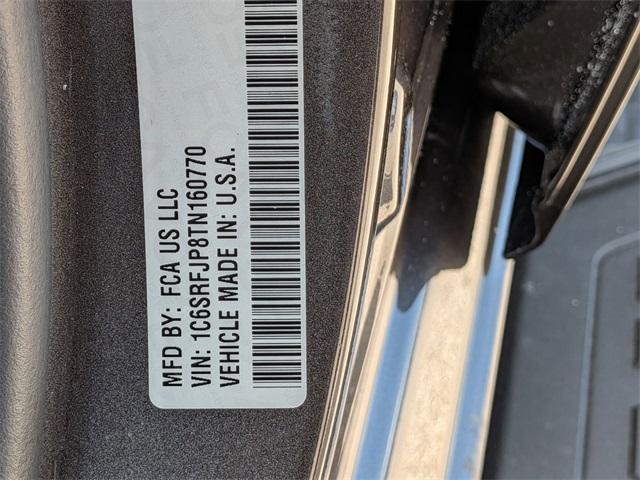 MFD BY: FCA US LLC
VIN: 1C6SRFJP8TN160770
VEHICLE MADE IN: U.S.A.